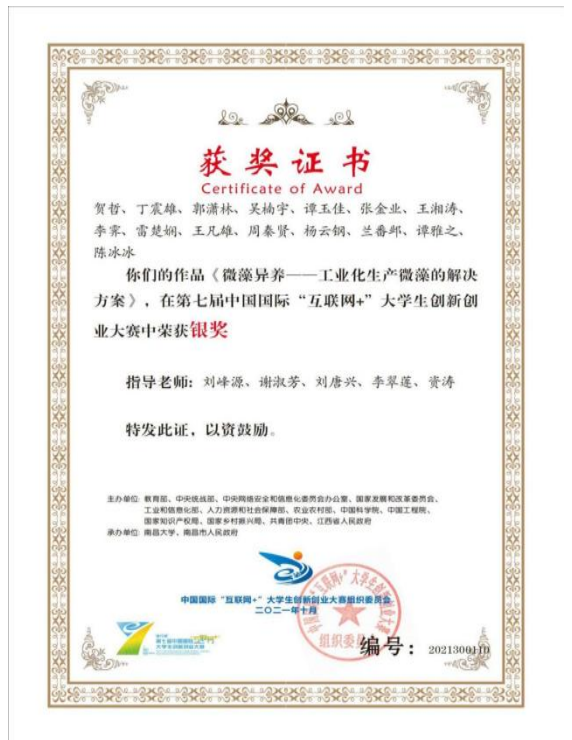 获奖证书
Certificate of Award
贺哲、丁震雄、郭潇林、吴楠宇、谭玉佳、张金业、王湘涛、
李霁、雷楚娴、王凡雄、周秦贤、杨云钢、兰番邮、谭雅之、
陈冰冰
你们的作品《微藻异养——工业化生产微藻的解决
方案》，在第七届中国国际“互联网+”大学生创新创
业大赛中荣获银奖
指导老师：刘峰源、谢淑芳、刘唐兴、李翠莲、资涛
特发此证，以资鼓励。
主办单位：教育部、中央统战部、中央网络安全和信息化委员会办公室、国家发展和改革委员会、
工业和信息化部、人力资源和社会保障部、农业农村部、中国科学院、中国工程院、
国家知识产权局、国家乡村振兴局、共青团中央、江西省人民政府
承办单位：南昌大学、南昌市人民政府
中国国际“互联网+”大学生创新创业大赛组织委员会
二〇二一年十月
编号：2021300110